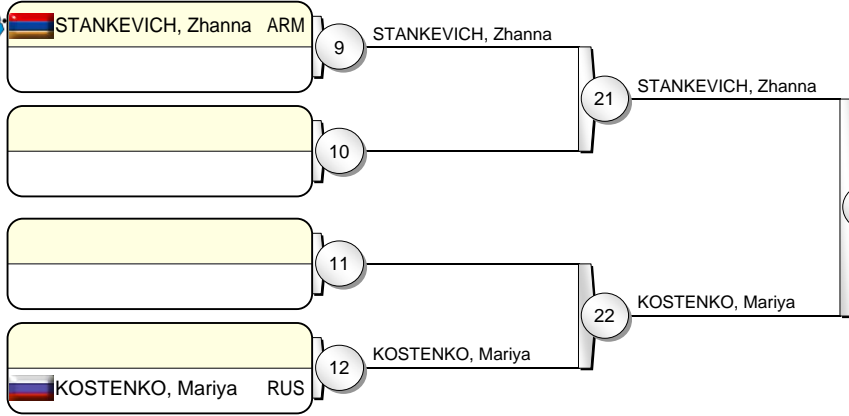 STANKEVICH, Zhanna ARM
9
STANKEVICH, Zhanna
21
STANKEVICH, Zhanna
10
11
22
KOSTENKO, Mariya
12
KOSTENKO, Mariya
KOSTENKO, Mariya RUS